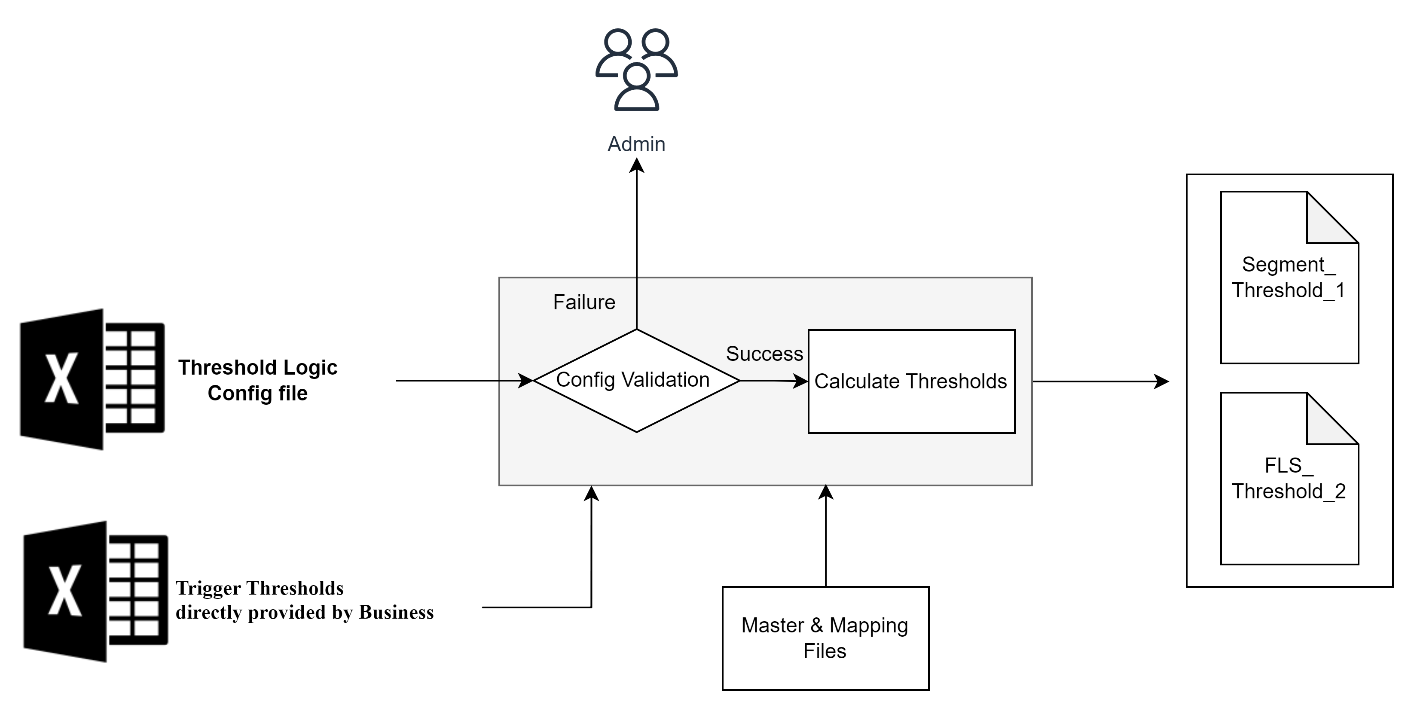 Admin
Failure
Success
Config Validation
Calculate Thresholds
Threshold Logic
Config file
X
Segment_
Threshold_1
FLS_
Threshold_2
X
Trigger Thresholds
directly provided by Business
Master & Mapping
Files